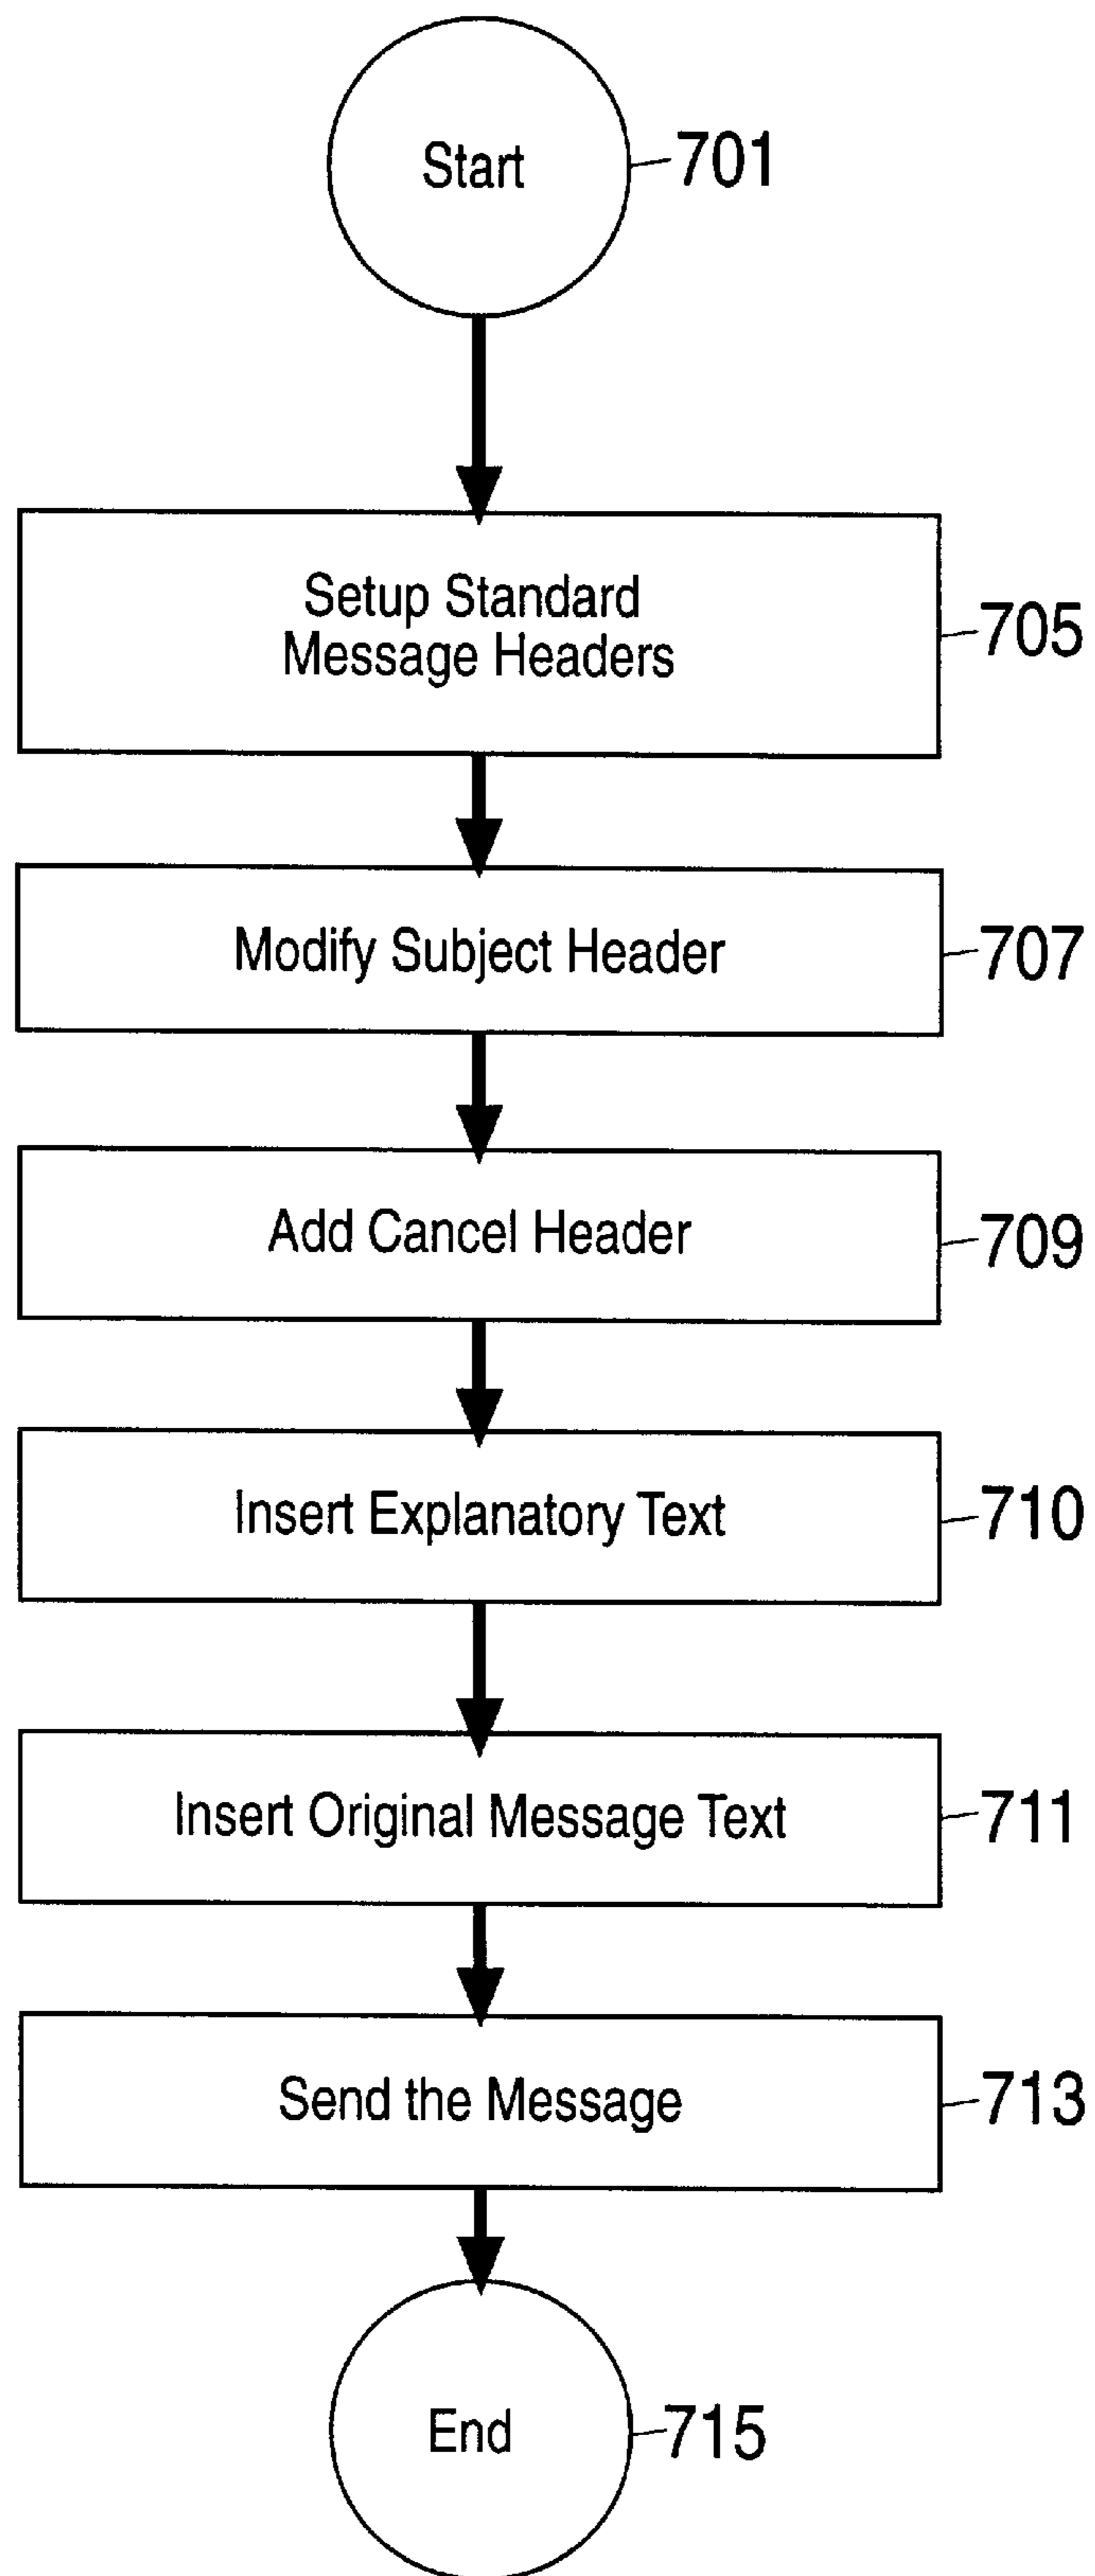 Start
701
Setup Standard
Message Headers
705
Modify Subject Header
707
Add Cancel Header
709
Insert Explanatory Text
710
Insert Original Message Text
711
Send the Message
713
End
715